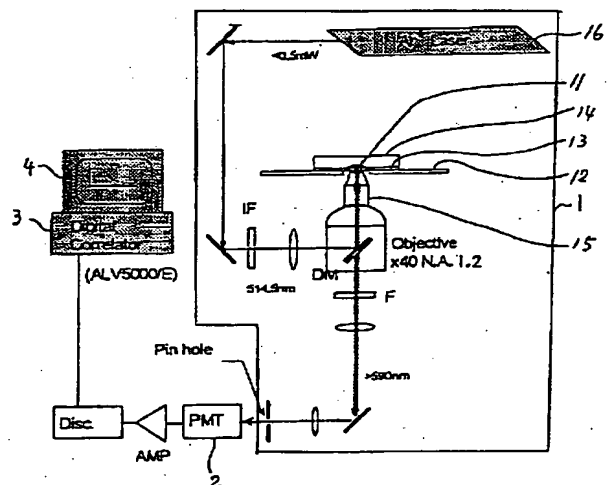 16
<0.5mW
11
14
13
12
1
15
4
3
Digital
Correlator
(ALV5000/E)
IF
514.5nm
DM
Objective
x40 N.A. 1.2
F
>590nm
Pin hole
Disc.
AMP
PMT
2